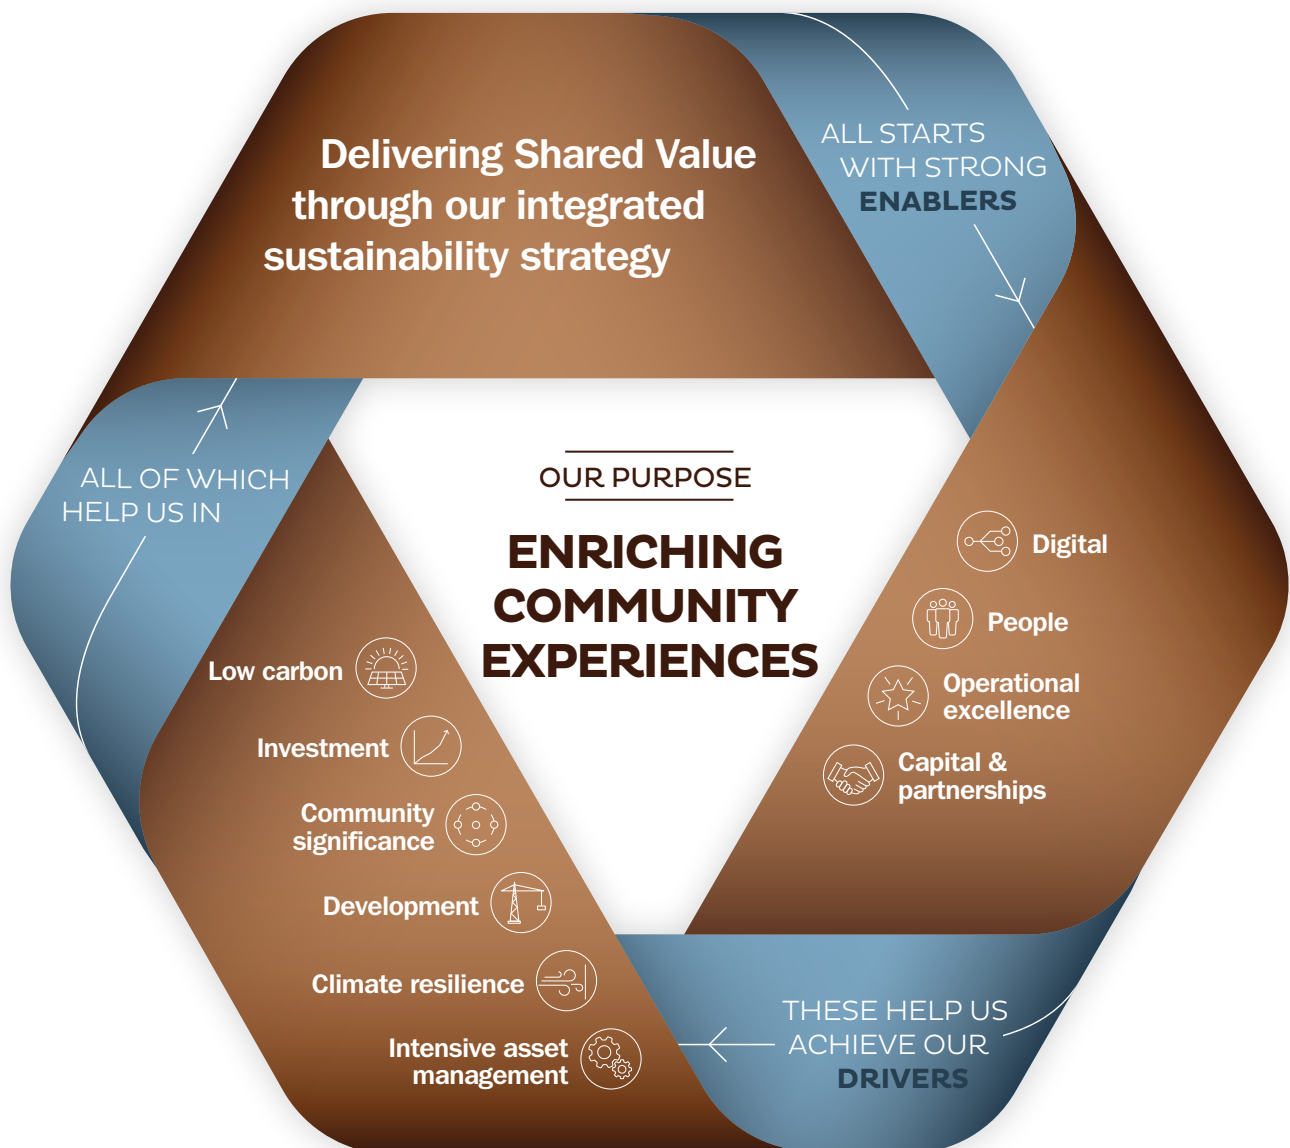 Delivering Shared Value
through our integrated
sustainability strategy
ALL STARTS
WITH STRONG
ENABLERS
Digital
People
Operational
excellence
Capital &
partnerships
THESE HELP US
ACHIEVE OUR
DRIVERS
Low carbon
Investment
Community
significance
Development
Climate resilience
Intensive asset
management
ALL OF WHICH
HELP US IN
OUR PURPOSE
ENRICHING
COMMUNITY
EXPERIENCES